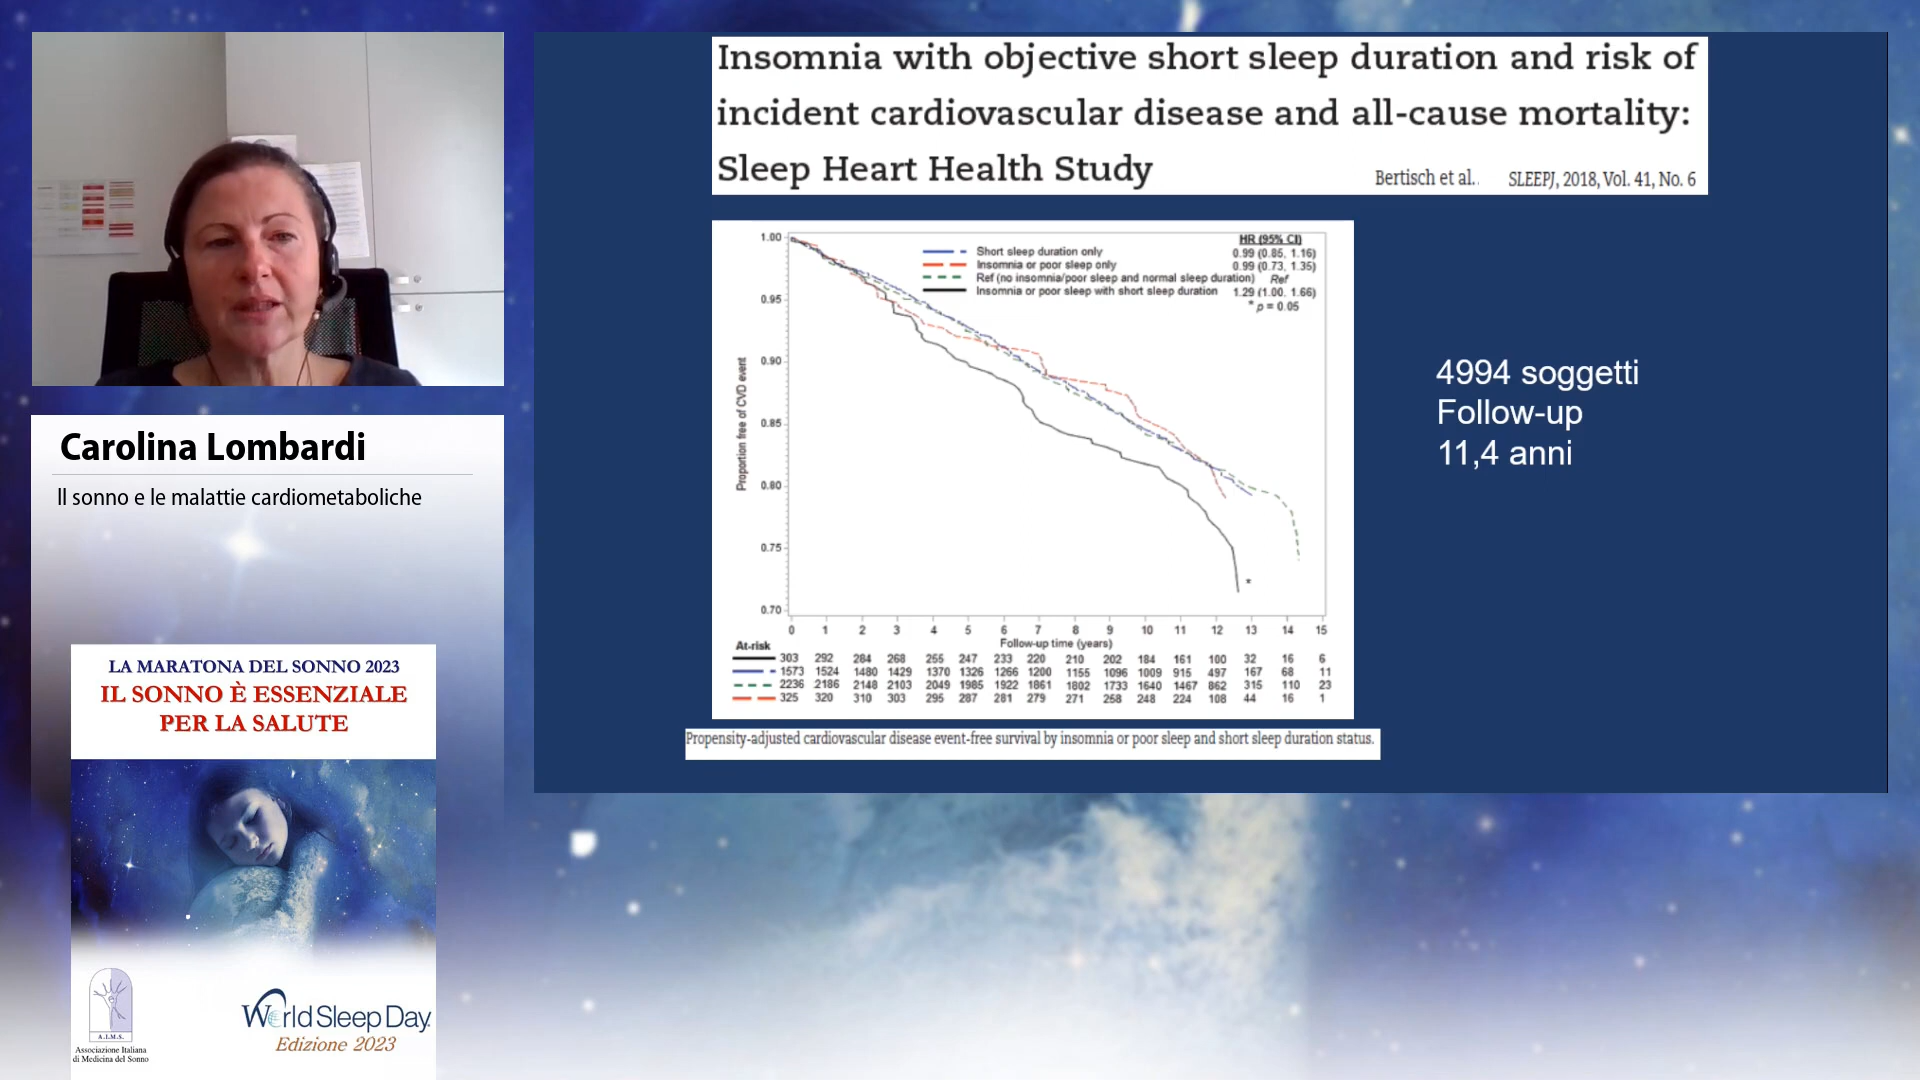 Insomnia with objective short sleep duration and risk of
incident cardiovascular disease and all-cause mortality:
Sleep Heart Health Study
Bertisch et al. SLEEPJ, 2018, Vol. 41, No. 6
HR (95% CI)
Short sleep duration only 0.99 (0.85, 1.16)
Insomnia or poor sleep only 0.99 (0.73, 1.35)
Ref (no insomnia/poor sleep and normal sleep duration) Ref
Insomnia or poor sleep with short sleep duration 1.29 (1.00, 1.66)
* p = 0.05
Proportion free of CVD event
1.00
0.95
0.90
0.85
0.80
0.75
0.70
*
0 1 2 3 4 5 6 7 8 9 10 11 12 13 14 15
Follow-up time (years)
At-risk
303 292 284 268 255 247 233 220 210 202 184 161 100 32 16 6
1573 1524 1480 1429 1370 1326 1266 1200 1155 1096 1009 915 497 167 68 11
2236 2186 2148 2103 2049 1985 1922 1861 1802 1733 1640 1467 862 315 110 23
325 320 310 303 295 287 281 279 271 258 248 224 108 44 16 1
Propensity-adjusted cardiovascular disease event-free survival by insomnia or poor sleep and short sleep duration status.
4994 soggetti
Follow-up
11,4 anni
Carolina Lombardi
Il sonno e le malattie cardiometaboliche
LA MARATONA DEL SONNO 2023
IL SONNO È ESSENZIALE
PER LA SALUTE
A.I.M.S.
Associazione Italiana
di Medicina del Sonno
World Sleep Day.
Edizione 2023